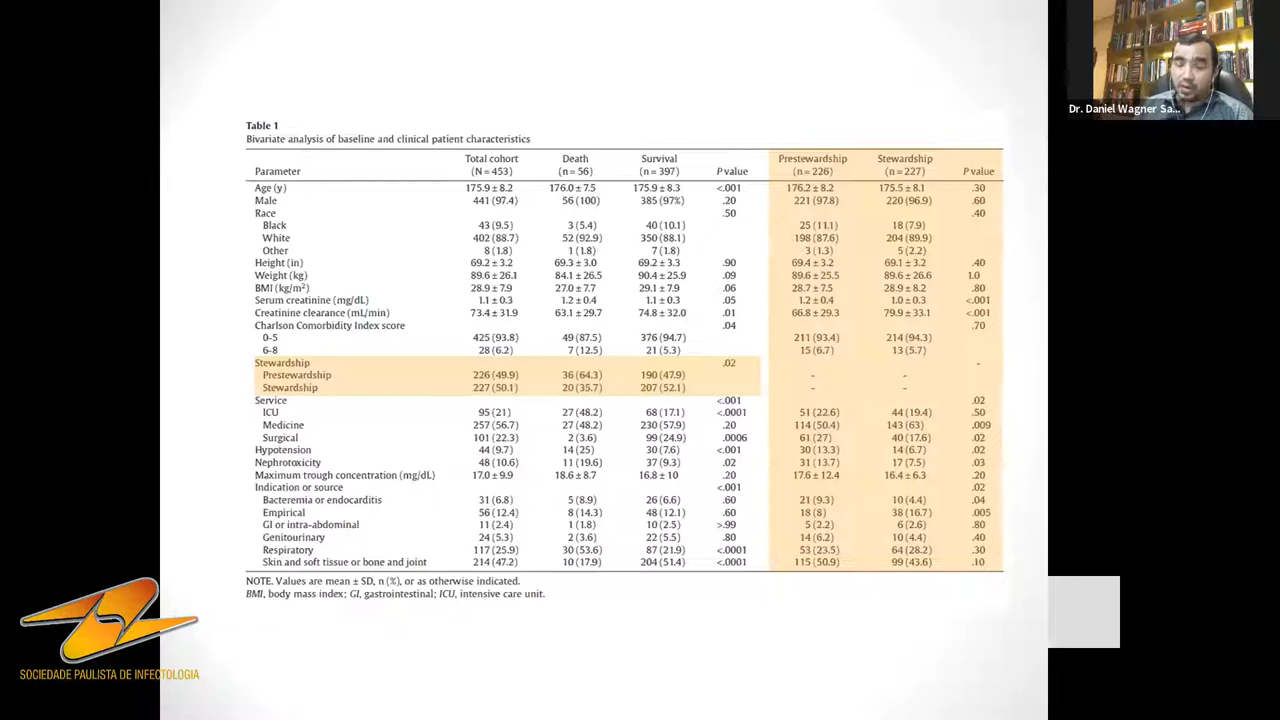 Dr. Daniel Wagner Sa...
Table 1
Bivariate analysis of baseline and clinical patient characteristics
Parameter Total cohort (N = 453) Death (n = 56) Survival (n = 397) P value Prestewardship (n = 226) Stewardship (n = 227) P value
Age (y) 175.9 ± 8.2 176.0 ± 7.5 175.9 ± 8.3 <.001 176.2 ± 8.2 175.5 ± 8.1 .30
Male 441 (97.4) 56 (100) 385 (97%) .20 221 (97.8) 220 (96.9) .60
Race .50 .40
Black 43 (9.5) 3 (5.4) 40 (10.1) 25 (11.1) 18 (7.9)
White 402 (88.7) 52 (92.9) 350 (88.1) 198 (87.6) 204 (89.9)
Other 8 (1.8) 1 (1.8) 7 (1.8) 3 (1.3) 5 (2.2)
Height (in) 69.2 ± 3.2 69.3 ± 3.0 69.2 ± 3.3 .90 69.4 ± 3.2 69.1 ± 3.2 .40
Weight (kg) 89.6 ± 26.1 84.1 ± 26.5 90.4 ± 25.9 .09 89.6 ± 25.5 89.6 ± 26.6 1.0
BMI (kg/m²) 28.9 ± 7.9 27.0 ± 7.7 29.1 ± 7.9 .06 28.7 ± 7.5 28.9 ± 8.2 .80
Serum creatinine (mg/dL) 1.1 ± 0.3 1.2 ± 0.4 1.1 ± 0.3 .05 1.2 ± 0.4 1.0 ± 0.3 <.001
Creatinine clearance (mL/min) 73.4 ± 31.9 63.1 ± 29.7 74.8 ± 32.0 .01 66.8 ± 29.3 79.9 ± 33.1 <.001
Charlson Comorbidity Index score .04 .70
0-5 425 (93.8) 49 (87.5) 376 (94.7) 211 (93.4) 214 (94.3)
6-8 28 (6.2) 7 (12.5) 21 (5.3) 15 (6.7) 13 (5.7)
Stewardship .02 -
Prestewardship 226 (49.9) 36 (64.3) 190 (47.9) - -
Stewardship 227 (50.1) 20 (35.7) 207 (52.1) - -
Service <.001 .02
ICU 95 (21) 27 (48.2) 68 (17.1) <.0001 51 (22.6) 44 (19.4) .50
Medicine 257 (56.7) 27 (48.2) 230 (57.9) .20 114 (50.4) 143 (63) .009
Surgical 101 (22.3) 2 (3.6) 99 (24.9) .0006 61 (27) 40 (17.6) .02
Hypotension 44 (9.7) 14 (25) 30 (7.6) <.001 30 (13.3) 14 (6.7) .02
Nephrotoxicity 48 (10.6) 11 (19.6) 37 (9.3) .02 31 (13.7) 17 (7.5) .03
Maximum trough concentration (mg/dL) 17.0 ± 9.9 18.6 ± 8.7 16.8 ± 10 .20 17.6 ± 12.4 16.4 ± 6.3 .20
Indication or source <.001 .02
Bacteremia or endocarditis 31 (6.8) 5 (8.9) 26 (6.6) .60 21 (9.3) 10 (4.4) .04
Empirical 56 (12.4) 8 (14.3) 48 (12.1) .60 18 (8) 38 (16.7) .005
GI or intra-abdominal 11 (2.4) 1 (1.8) 10 (2.5) >.99 5 (2.2) 6 (2.6) .80
Genitourinary 24 (5.3) 2 (3.6) 22 (5.5) .80 14 (6.2) 10 (4.4) .40
Respiratory 117 (25.9) 30 (53.6) 87 (21.9) <.0001 53 (23.5) 64 (28.2) .30
Skin and soft tissue or bone and joint 214 (47.2) 10 (17.9) 204 (51.4) <.0001 115 (50.9) 99 (43.6) .10
NOTE. Values are mean ± SD, n (%), or as otherwise indicated.
BMI, body mass index; GI, gastrointestinal; ICU, intensive care unit.
SOCIEDADE PAULISTA DE INFECTOLOGIA